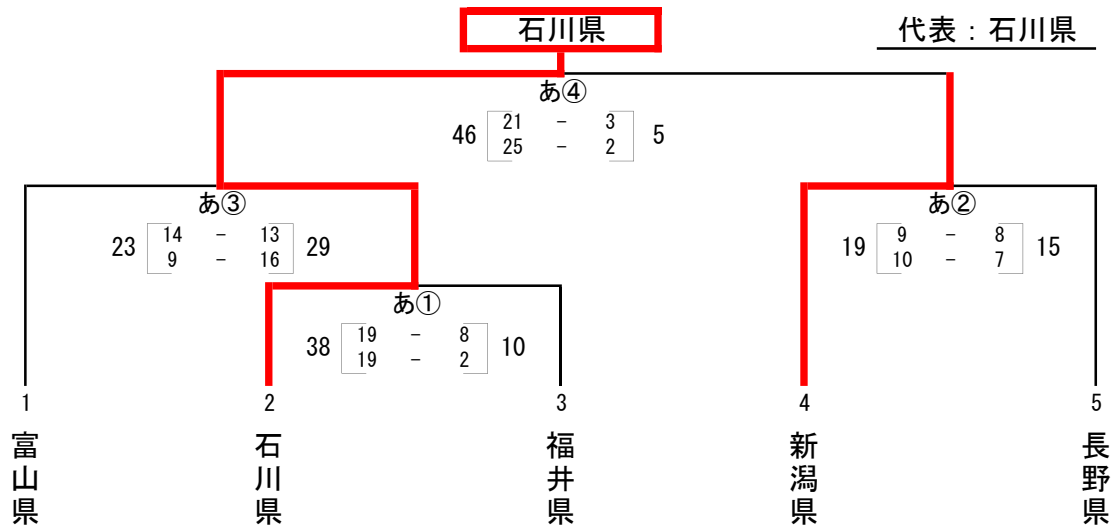 石川県
代表：石川県
あ④
46 21 － 3 5
25 － 2
あ③
23 14 － 13 29
9 － 16
あ②
19 9 － 8 15
10 － 7
あ①
38 19 － 8 10
19 － 2
1 2 3 4 5
富山県
石川県
福井県
新潟県
長野県